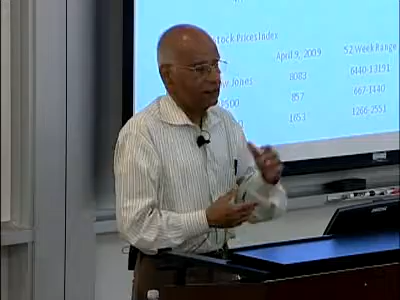 Stock Prices Index
April 9, 2009 52 Week Range
Jones 8083 6440-13191
500 857 667-1440
1653 1266-2551